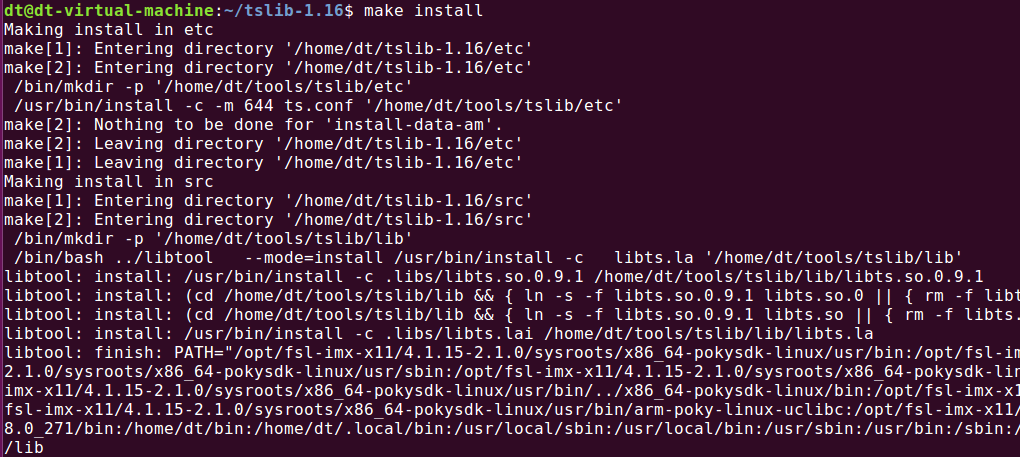 dt@dt-virtual-machine:~/tslib-1.16$ make install
Making install in etc
make[1]: Entering directory '/home/dt/tslib-1.16/etc'
make[2]: Entering directory '/home/dt/tslib-1.16/etc'
 /bin/mkdir -p '/home/dt/tools/tslib/etc'
 /usr/bin/install -c -m 644 ts.conf '/home/dt/tools/tslib/etc'
make[2]: Nothing to be done for 'install-data-am'.
make[2]: Leaving directory '/home/dt/tslib-1.16/etc'
make[1]: Leaving directory '/home/dt/tslib-1.16/etc'
Making install in src
make[1]: Entering directory '/home/dt/tslib-1.16/src'
make[2]: Entering directory '/home/dt/tslib-1.16/src'
 /bin/mkdir -p '/home/dt/tools/tslib/lib'
 /bin/bash ../libtool   --mode=install /usr/bin/install -c   libts.la '/home/dt/tools/tslib/lib'
libtool: install: /usr/bin/install -c .libs/libts.so.0.9.1 /home/dt/tools/tslib/lib/libts.so.0.9.1
libtool: install: (cd /home/dt/tools/tslib/lib && { ln -s -f libts.so.0.9.1 libts.so.0 || { rm -f libt
libtool: install: (cd /home/dt/tools/tslib/lib && { ln -s -f libts.so.0.9.1 libts.so || { rm -f libts.
libtool: install: /usr/bin/install -c .libs/libts.lai /home/dt/tools/tslib/lib/libts.la
libtool: finish: PATH="/opt/fsl-imx-x11/4.1.15-2.1.0/sysroots/x86_64-pokysdk-linux/usr/bin:/opt/fsl-im
2.1.0/sysroots/x86_64-pokysdk-linux/usr/sbin:/opt/fsl-imx-x11/4.1.15-2.1.0/sysroots/x86_64-pokysdk-lin
imx-x11/4.1.15-2.1.0/sysroots/x86_64-pokysdk-linux/usr/bin/../x86_64-pokysdk-linux/bin:/opt/fsl-imx-x1
fsl-imx-x11/4.1.15-2.1.0/sysroots/x86_64-pokysdk-linux/usr/bin/arm-poky-linux-uclibc:/opt/fsl-imx-x11/
8.0_271/bin:/home/dt/bin:/home/dt/.local/bin:/usr/local/sbin:/usr/local/bin:/usr/sbin:/usr/bin:/sbin:/
/lib